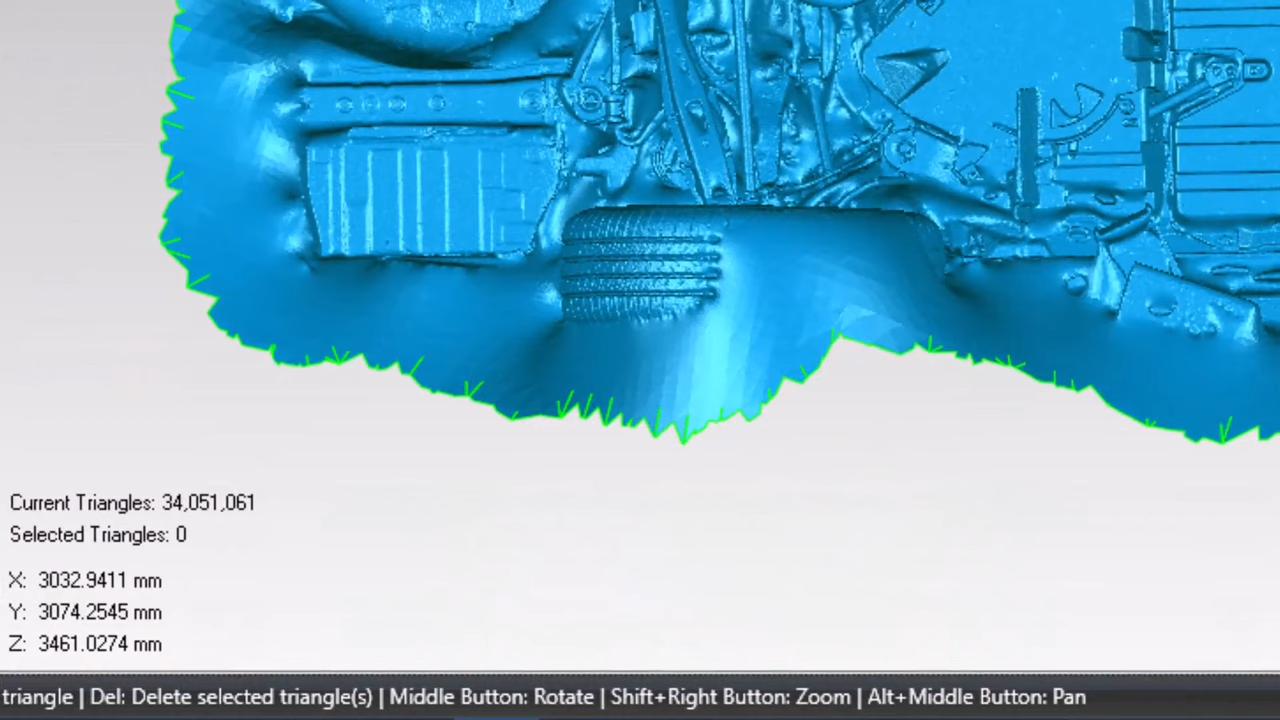 Current Triangles: 34,051,061
Selected Triangles: 0
X: 3032.9411 mm
Y: 3074.2545 mm
Z: 3461.0274 mm
triangle | Del: Delete selected triangle(s) | Middle Button: Rotate | Shift+Right Button: Zoom | Alt+Middle Button: Pan